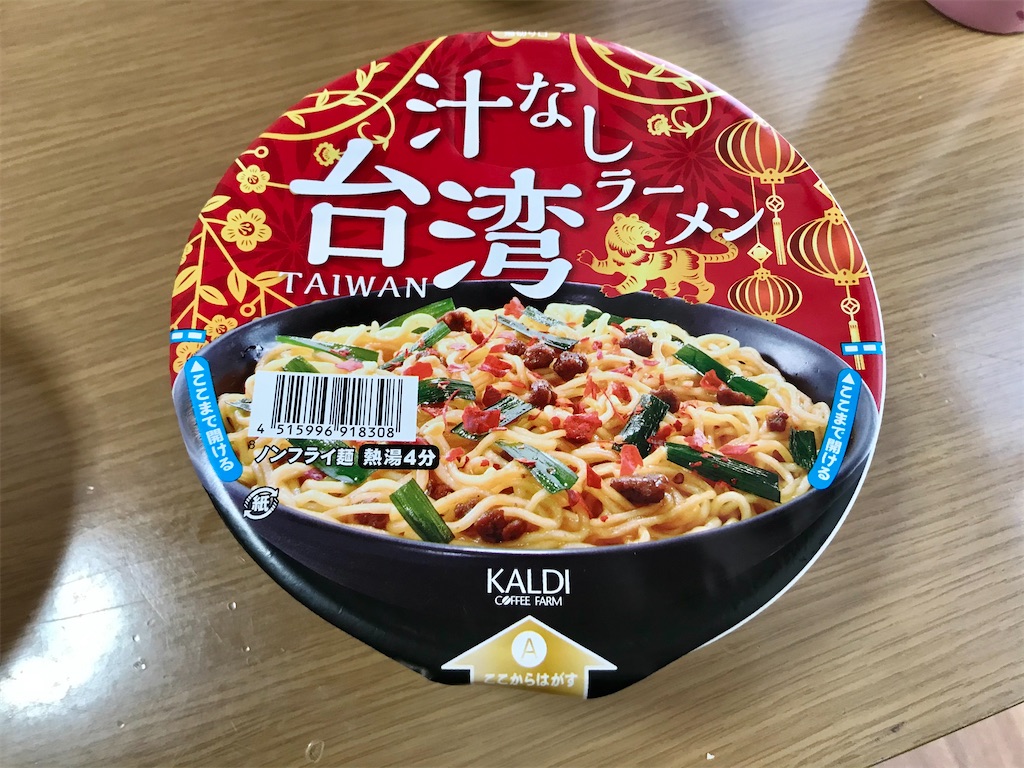 汁なし
台湾
ラーメン
TAIWAN
ここまで開ける
ここまで開ける
4 515996 918308
ノンフライ麺 熱湯4分
紙
KALDI
COFFEE FARM
A
ここからはがす